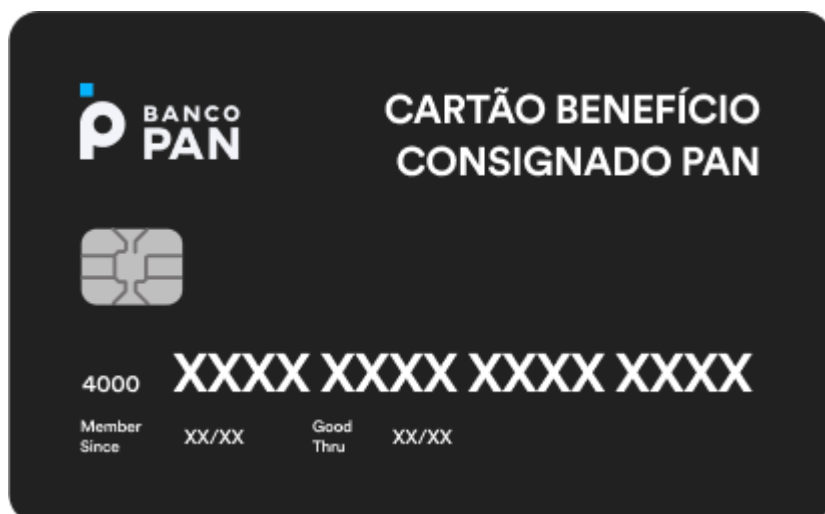 BANCO
PAN
CARTÃO BENEFÍCIO
CONSIGNADO PAN
4000 XXXX XXXX XXXX XXXX
Member Since XX/XX Good Thru XX/XX